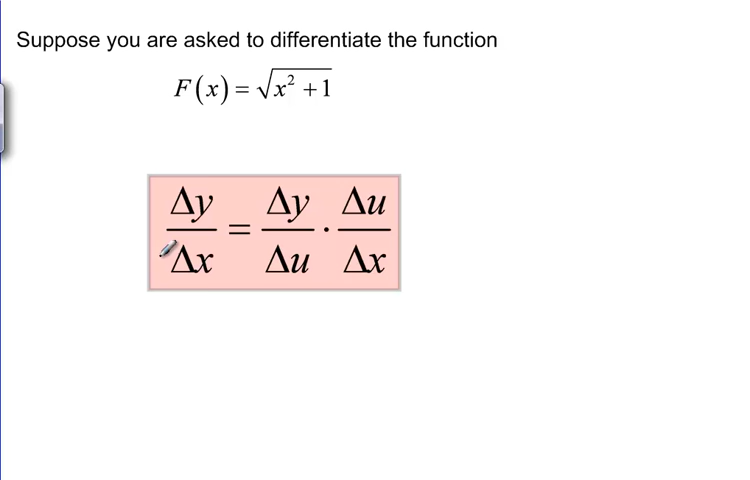 Suppose you are asked to differentiate the function
F(x) = √(x² + 1)
Δy/Δx = Δy/Δu · Δu/Δx